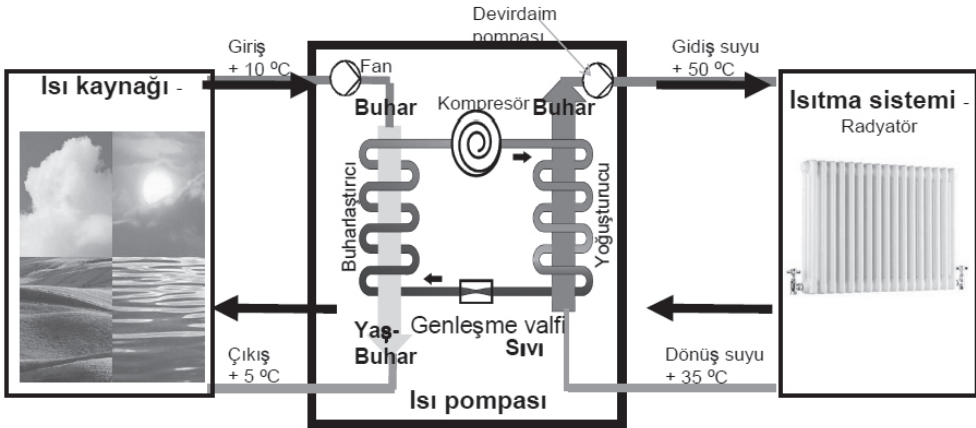 Isı kaynağı -
Giriş
+ 10 ºC
Fan
Buhar
Kompresör
Devirdaim
pompası
Buhar
Gidiş suyu
+ 50 ºC
Isıtma sistemi -
Radyatör
Buharlaştırıcı
Yoğuşturucu
Genleşme valfi
Yaş-
Buhar
Sıvı
Çıkış
+ 5 ºC
Dönüş suyu
+ 35 ºC
Isı pompası